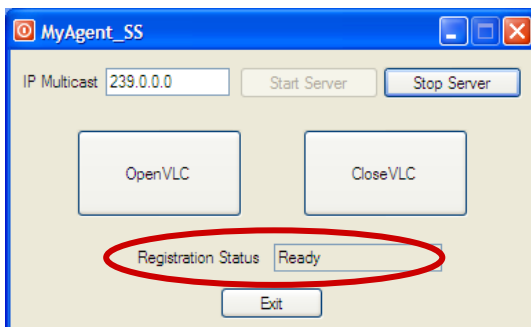 MyAgent_SS
IP Multicast 239.0.0.0 Start Server Stop Server
OpenVLC CloseVLC
Registration Status Ready
Exit